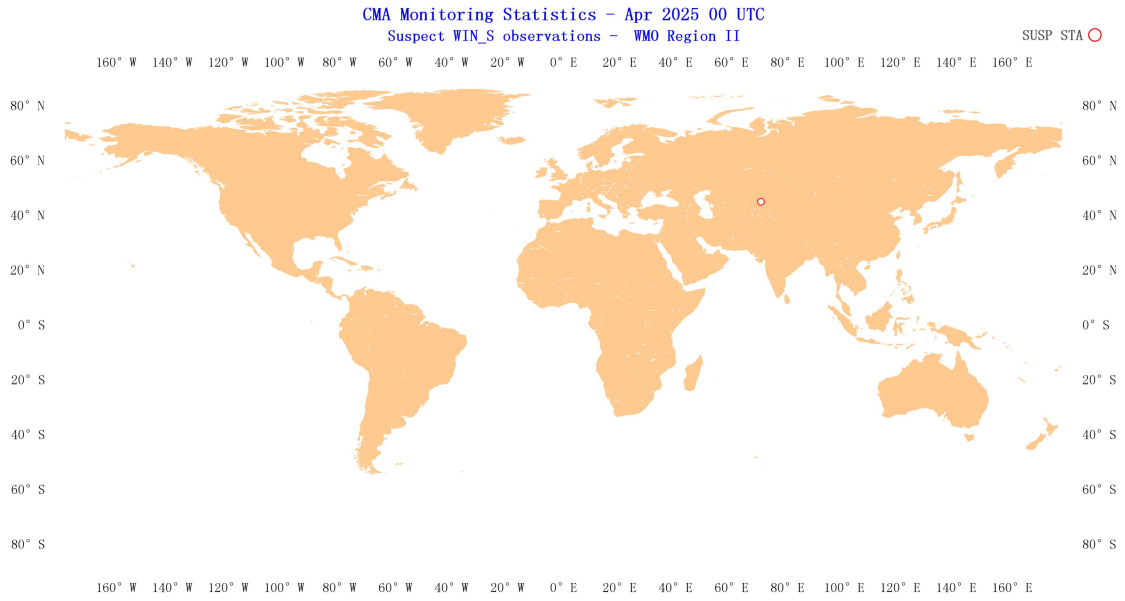 CMA Monitoring Statistics - Apr 2025 00 UTC
Suspect WIN_S observations - WMO Region II
SUSP STA
160° W 140° W 120° W 100° W 80° W 60° W 40° W 20° W 0° E 20° E 40° E 60° E 80° E 100° E 120° E 140° E 160° E
80° N 80° N
60° N 60° N
40° N 40° N
20° N 20° N
0° S 0° S
20° S 20° S
40° S 40° S
60° S 60° S
80° S 80° S
160° W 140° W 120° W 100° W 80° W 60° W 40° W 20° W 0° E 20° E 40° E 60° E 80° E 100° E 120° E 140° E 160° E